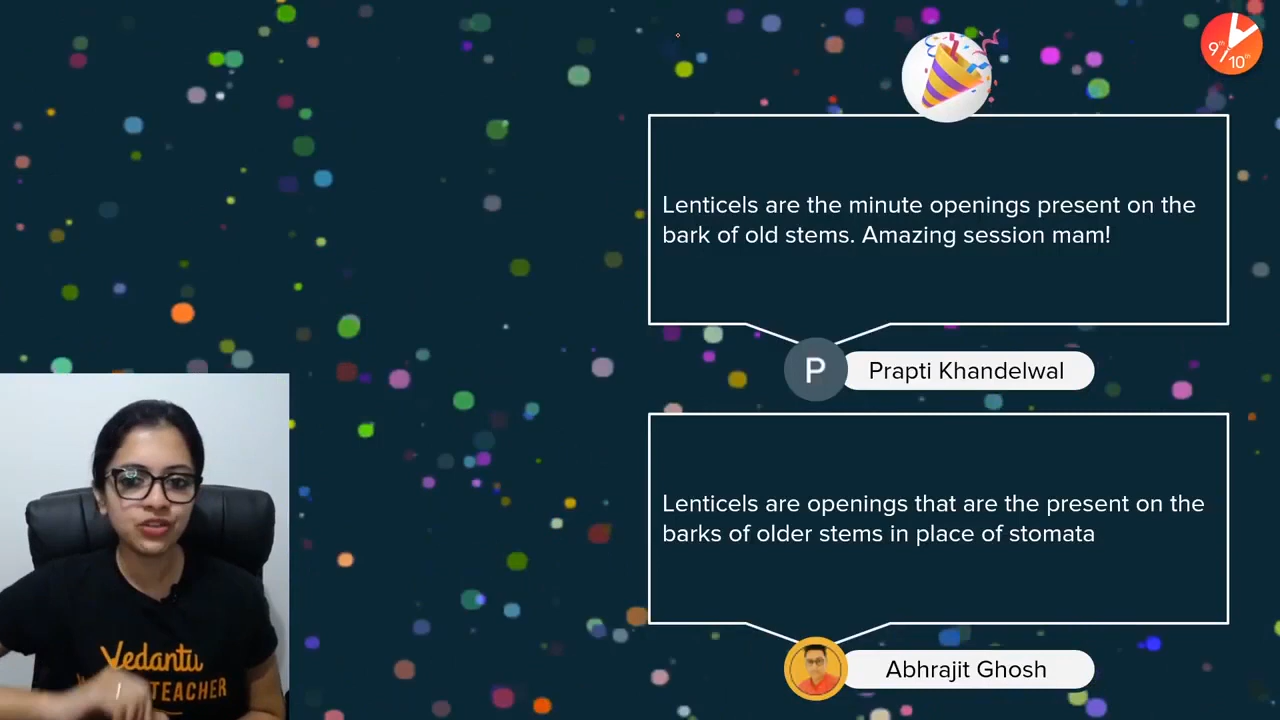 9th/10th
Lenticels are the minute openings present on the
bark of old stems. Amazing session mam!
P
Prapti Khandelwal
Lenticels are openings that are the present on the
barks of older stems in place of stomata
Abhrajit Ghosh
Vedantu
TEACHER